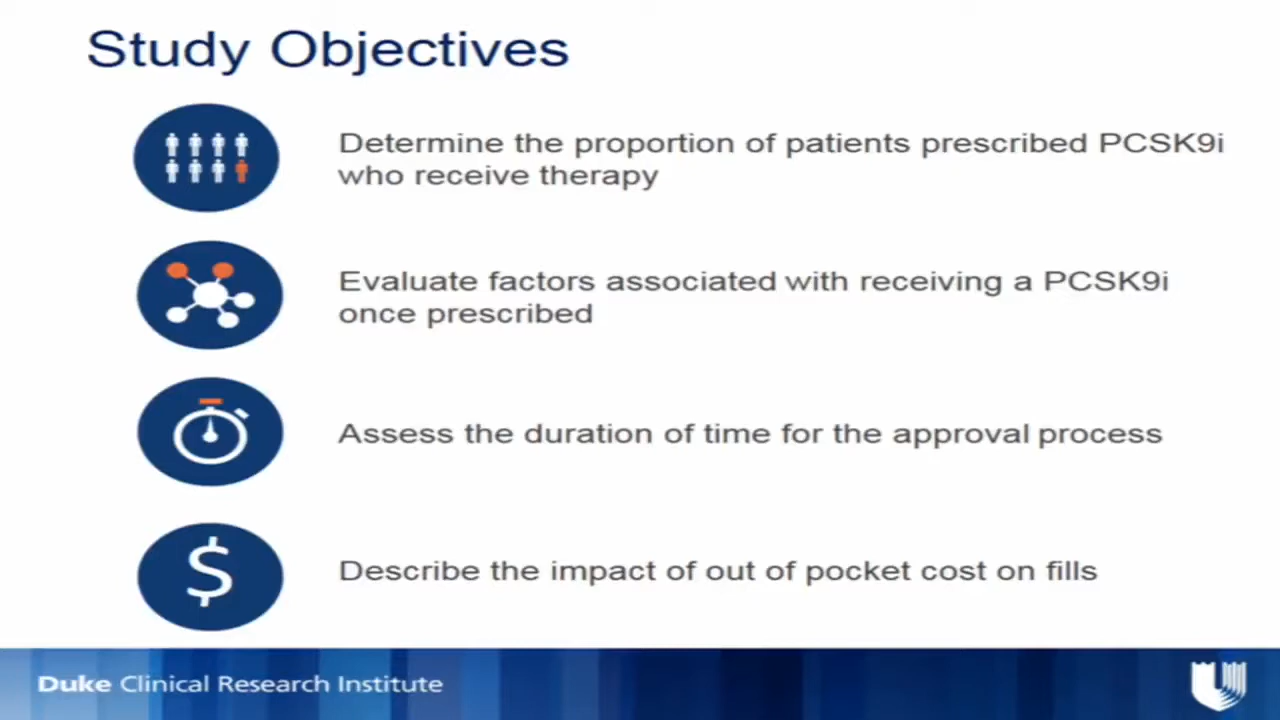 Study Objectives
Determine the proportion of patients prescribed PCSK9i
who receive therapy
Evaluate factors associated with receiving a PCSK9i
once prescribed
Assess the duration of time for the approval process
$
Describe the impact of out of pocket cost on fills
Duke Clinical Research Institute